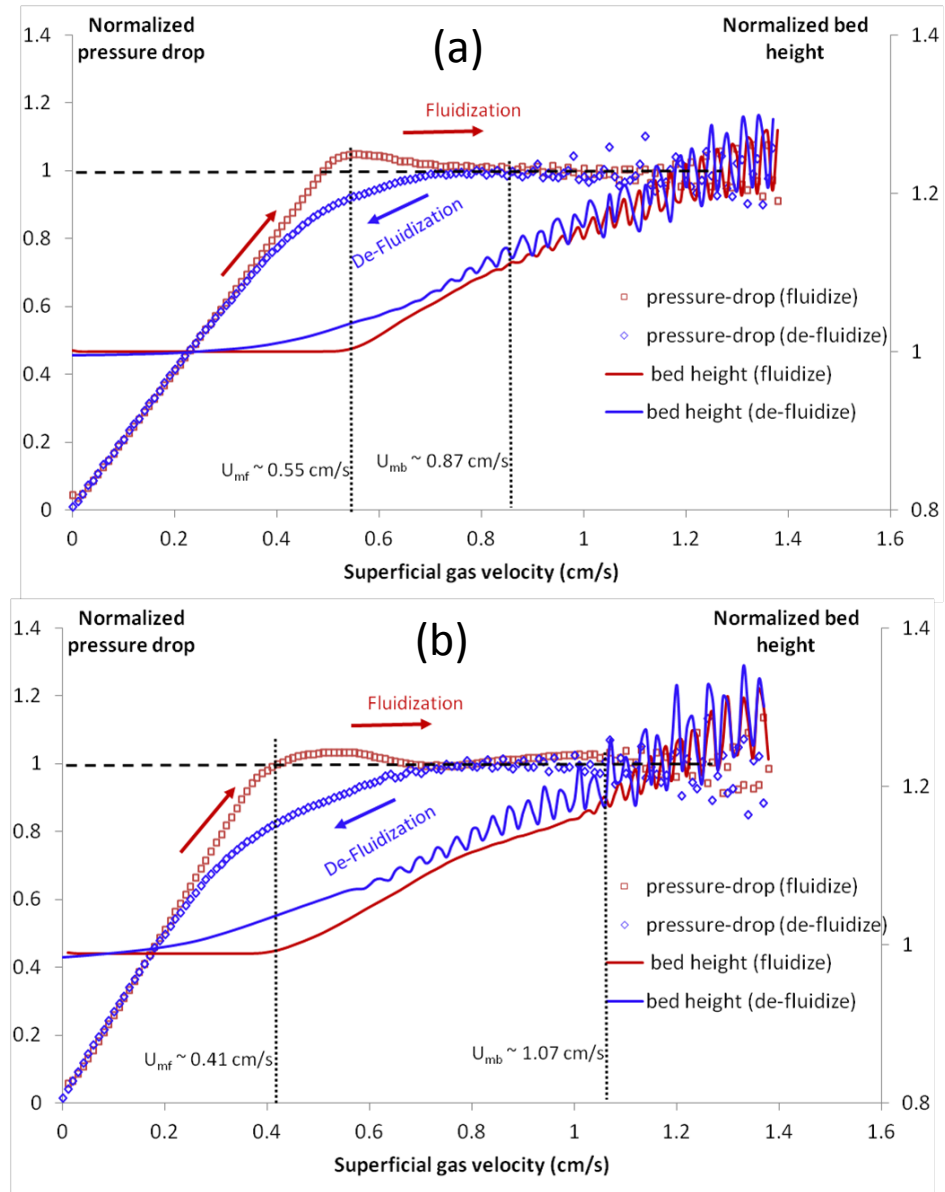 Normalized
pressure drop
(a)
Normalized bed
height
1.4
1.2
1
0.8
0.6
0.4
0.2
0
1.4
1.2
1
0.8
Fluidization
De-Fluidization
pressure-drop (fluidize)
pressure-drop (de-fluidize)
bed height (fluidize)
bed height (de-fluidize)
Umf ~ 0.55 cm/s
Umb ~ 0.87 cm/s
0 0.2 0.4 0.6 0.8 1 1.2 1.4 1.6
Superficial gas velocity (cm/s)
Normalized
pressure drop
(b)
Normalized bed
height
1.4
1.2
1
0.8
0.6
0.4
0.2
0
1.4
1.2
1
0.8
Fluidization
De-Fluidization
pressure-drop (fluidize)
pressure-drop (de-fluidize)
bed height (fluidize)
bed height (de-fluidize)
Umf ~ 0.41 cm/s
Umb ~ 1.07 cm/s
0 0.2 0.4 0.6 0.8 1 1.2 1.4 1.6
Superficial gas velocity (cm/s)